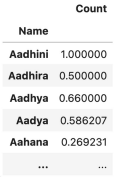 Count
Name
Aadhini 1.000000
Aadhira 0.500000
Aadhya 0.660000
Aadya 0.586207
Aahana 0.269231
... ...